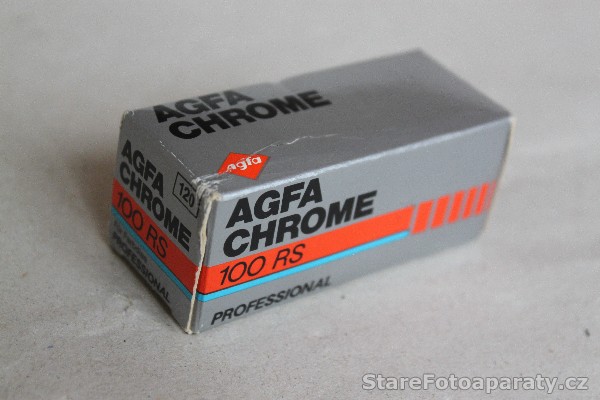 AGFA
CHROME
agfa
AGFA
CHROME
100 RS
PROFESSIONAL
120
AGFA
CHROME
100 RS
PROFESSIONAL
StareFotoaparaty.cz